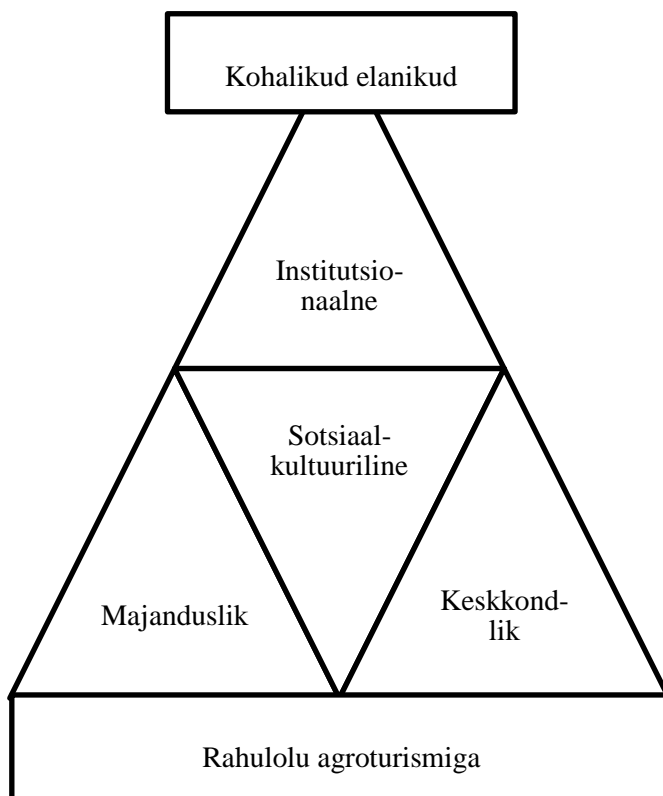 Kohalikud elanikud
Institutsio-
naalne
Sotsiaal-
kultuuriline
Majanduslik
Keskkond-
lik
Rahulolu agroturismiga